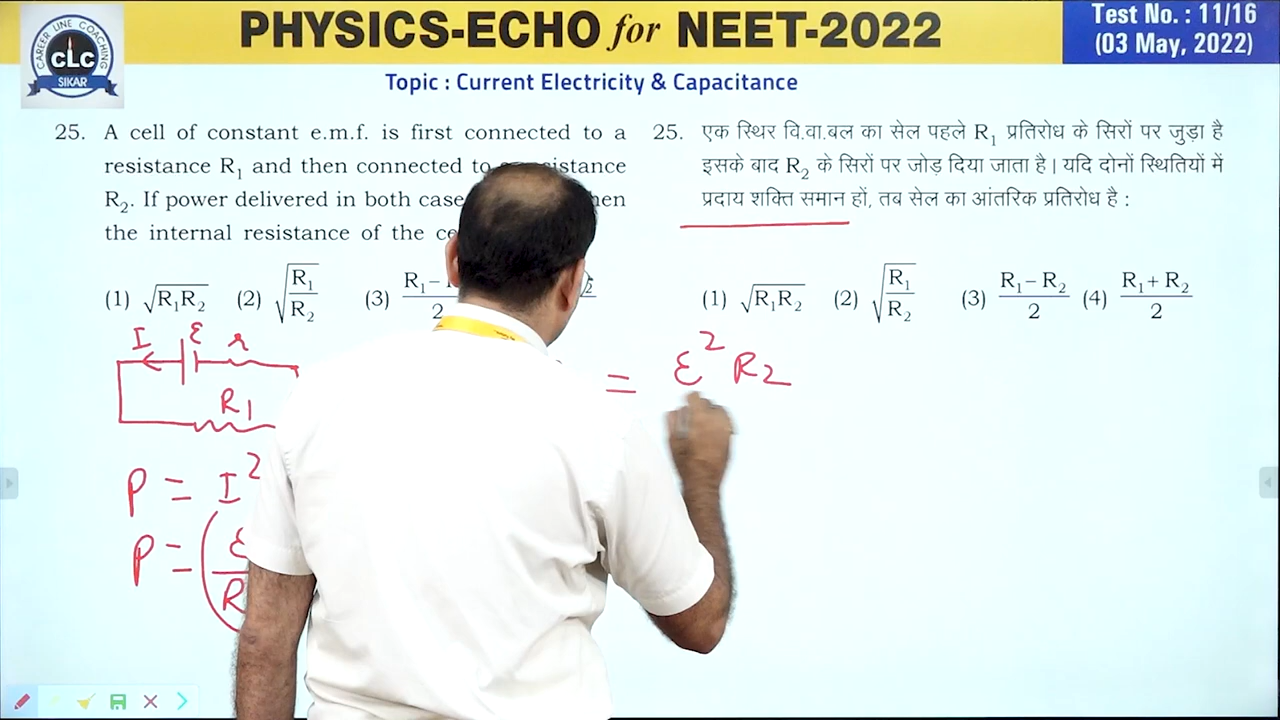 CAREER LINE COACHING
CLC
SIKAR
PHYSICS-ECHO for NEET-2022
Test No. : 11/16
(03 May, 2022)
Topic : Current Electricity & Capacitance
25. A cell of constant e.m.f. is first connected to a
resistance R₁ and then connected to
R₂. If power delivered in both case
the internal resistance of the
(1) √R₁R₂ (2) √R₁/R₂ (3)
25. एक स्थिर वि.वा.बल का सेल पहले R₁ प्रतिरोध के सिरों पर जुड़ा है
इसके बाद R₂ के सिरों पर जोड़ दिया जाता है। यदि दोनों स्थितियों में
प्रदाय शक्ति समान हों, तब सेल का आंतरिक प्रतिरोध है :
(1) √R₁R₂ (2) √R₁/R₂ (3) R₁ – R₂/2 (4) R₁ + R₂/2
I ε r
R₁
P = I²
P = (ε/R
= ε² R₂